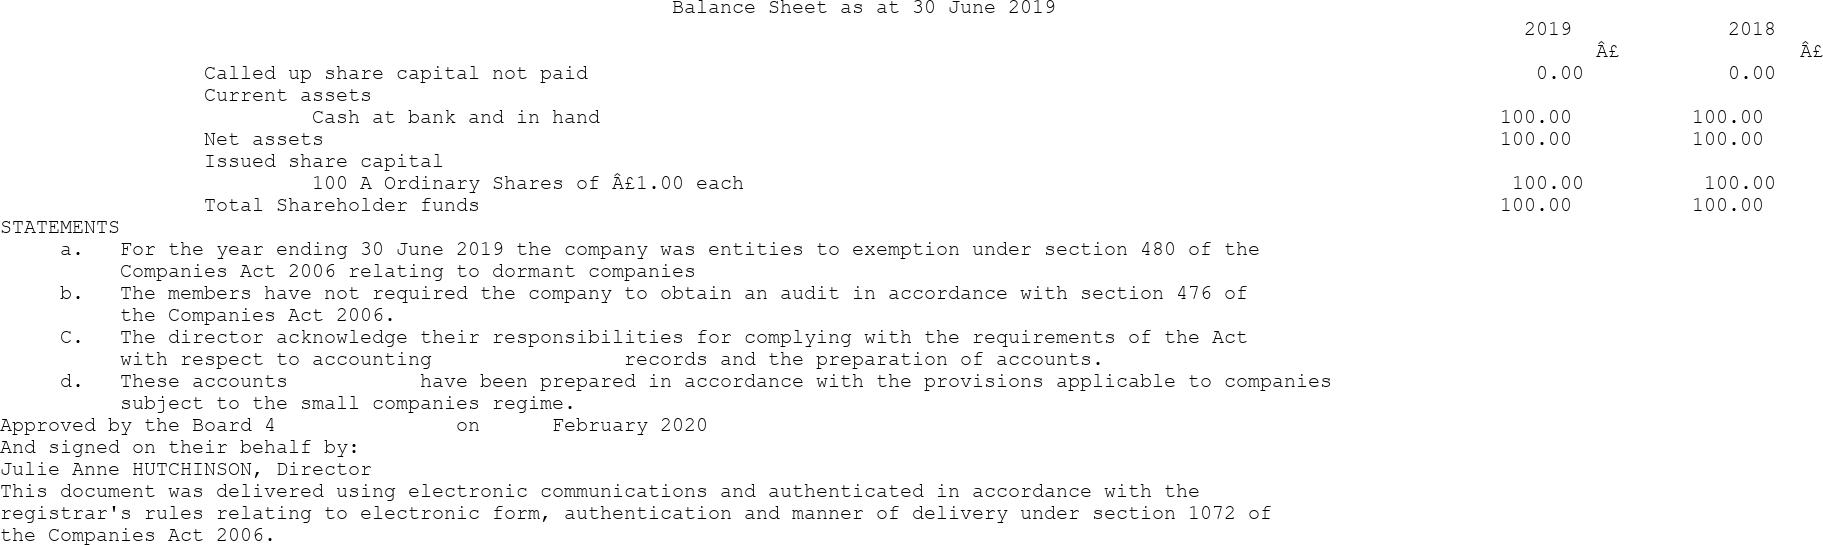 Balance Sheet as at 30 June 2019
2019 2018
Â£ Â£
Called up share capital not paid 0.00 0.00
Current assets
Cash at bank and in hand 100.00 100.00
Net assets 100.00 100.00
Issued share capital
100 A Ordinary Shares of Â£1.00 each 100.00 100.00
Total Shareholder funds 100.00 100.00
STATEMENTS
a. For the year ending 30 June 2019 the company was entities to exemption under section 480 of the
Companies Act 2006 relating to dormant companies
b. The members have not required the company to obtain an audit in accordance with section 476 of
the Companies Act 2006.
C. The director acknowledge their responsibilities for complying with the requirements of the Act
with respect to accounting records and the preparation of accounts.
d. These accounts have been prepared in accordance with the provisions applicable to companies
subject to the small companies regime.
Approved by the Board 4 on February 2020
And signed on their behalf by:
Julie Anne HUTCHINSON, Director
This document was delivered using electronic communications and authenticated in accordance with the
registrar's rules relating to electronic form, authentication and manner of delivery under section 1072 of
the Companies Act 2006.